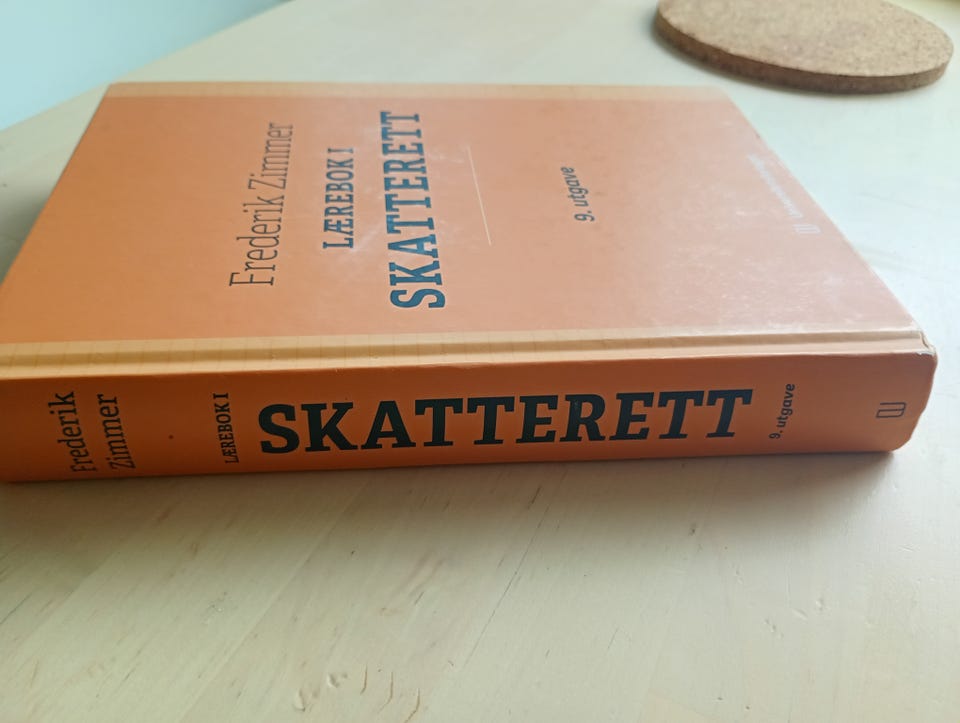 Frederik Zimmer
LÆREBOK I
SKATTERETT
9. utgave
Frederik
Zimmer
LÆREBOK I
SKATTERETT
9. utgave